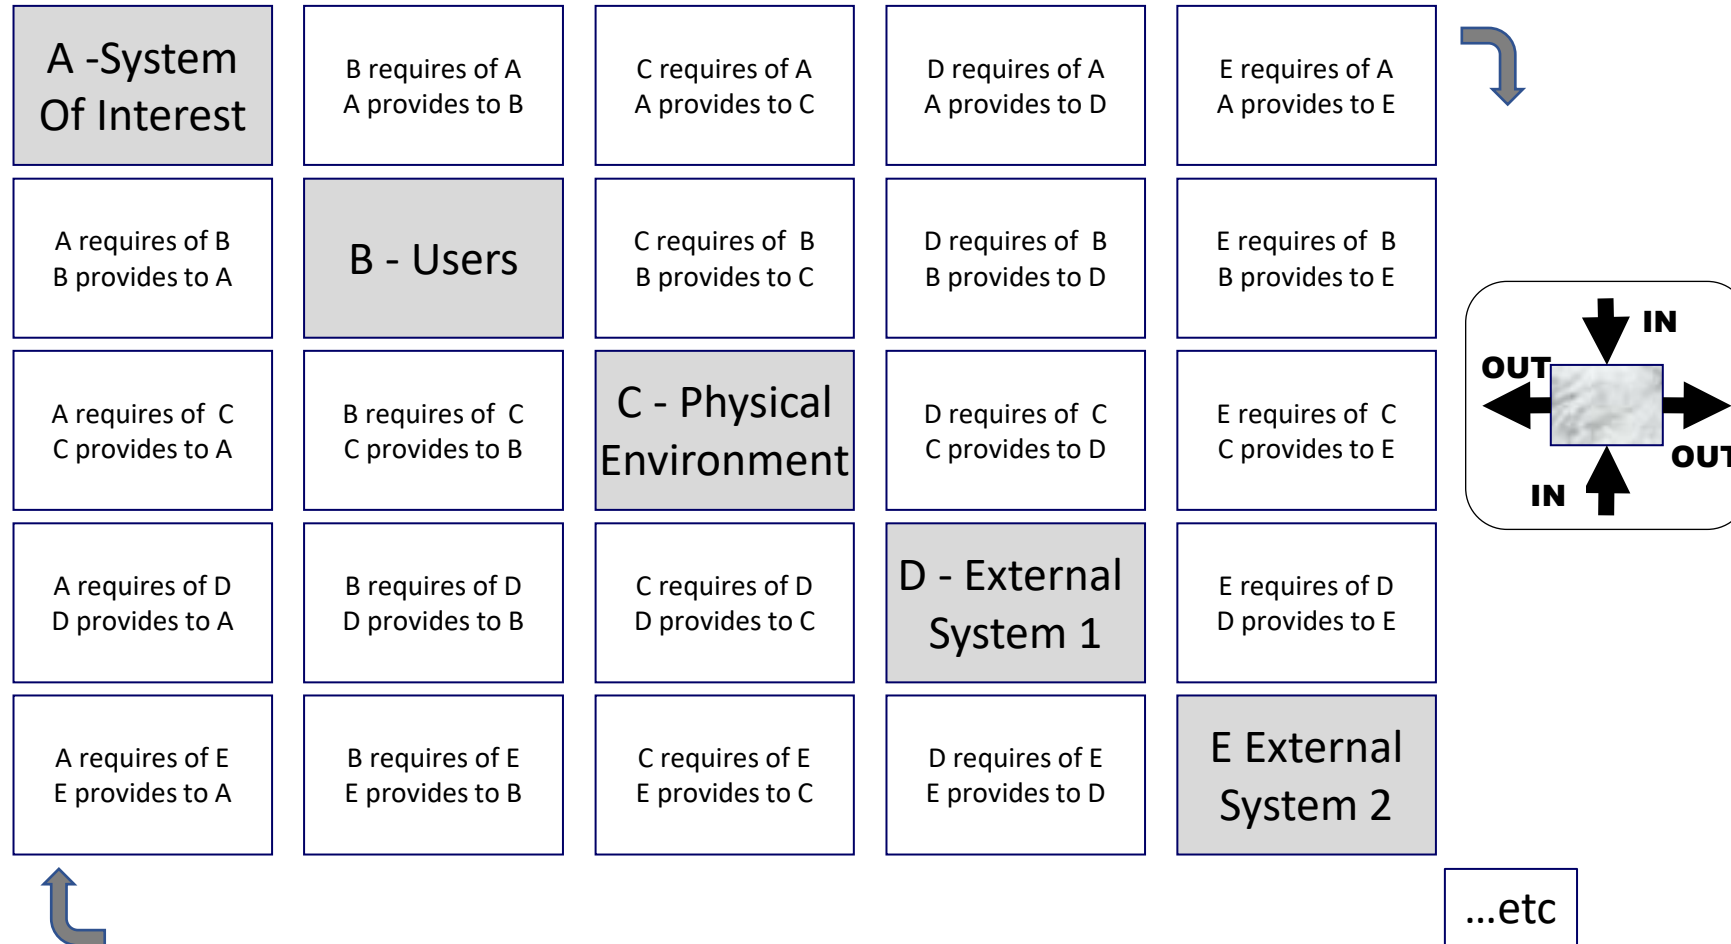 A -System
Of Interest
B requires of A
A provides to B
C requires of A
A provides to C
D requires of A
A provides to D
E requires of A
A provides to E
A requires of B
B provides to A
B - Users
C requires of  B
B provides to C
D requires of  B
B provides to D
E requires of  B
B provides to E
A requires of  C
C provides to A
B requires of  C
C provides to B
C - Physical
Environment
D requires of  C
C provides to D
E requires of  C
C provides to E
A requires of D
D provides to A
B requires of D
D provides to B
C requires of D
D provides to C
D - External
System 1
E requires of D
D provides to E
A requires of E
E provides to A
B requires of E
E provides to B
C requires of E
E provides to C
D requires of E
E provides to D
E External
System 2
IN
OUT
OUT
IN
...etc